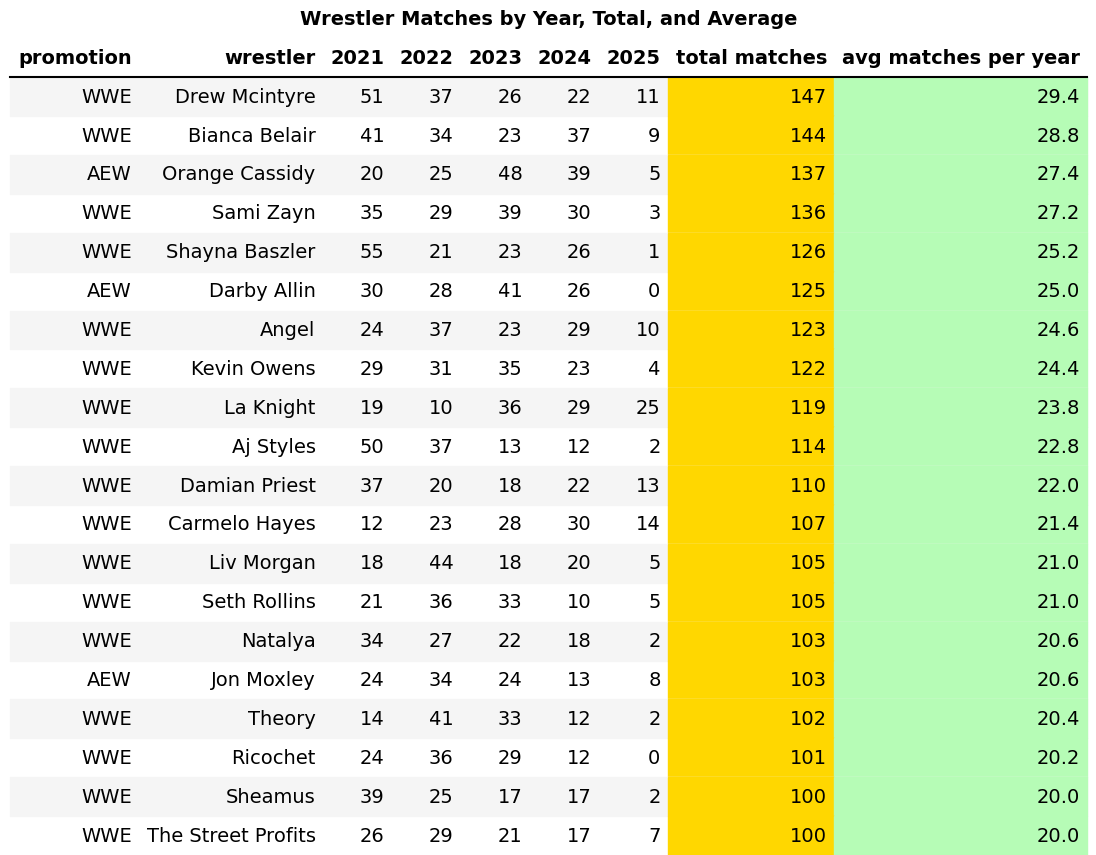 Wrestler Matches by Year, Total, and Average
promotion wrestler 2021 2022 2023 2024 2025 total matches avg matches per year
WWE Drew Mcintyre 51 37 26 22 11 147 29.4
WWE Bianca Belair 41 34 23 37 9 144 28.8
AEW Orange Cassidy 20 25 48 39 5 137 27.4
WWE Sami Zayn 35 29 39 30 3 136 27.2
WWE Shayna Baszler 55 21 23 26 1 126 25.2
AEW Darby Allin 30 28 41 26 0 125 25.0
WWE Angel 24 37 23 29 10 123 24.6
WWE Kevin Owens 29 31 35 23 4 122 24.4
WWE La Knight 19 10 36 29 25 119 23.8
WWE Aj Styles 50 37 13 12 2 114 22.8
WWE Damian Priest 37 20 18 22 13 110 22.0
WWE Carmelo Hayes 12 23 28 30 14 107 21.4
WWE Liv Morgan 18 44 18 20 5 105 21.0
WWE Seth Rollins 21 36 33 10 5 105 21.0
WWE Natalya 34 27 22 18 2 103 20.6
AEW Jon Moxley 24 34 24 13 8 103 20.6
WWE Theory 14 41 33 12 2 102 20.4
WWE Ricochet 24 36 29 12 0 101 20.2
WWE Sheamus 39 25 17 17 2 100 20.0
WWE The Street Profits 26 29 21 17 7 100 20.0